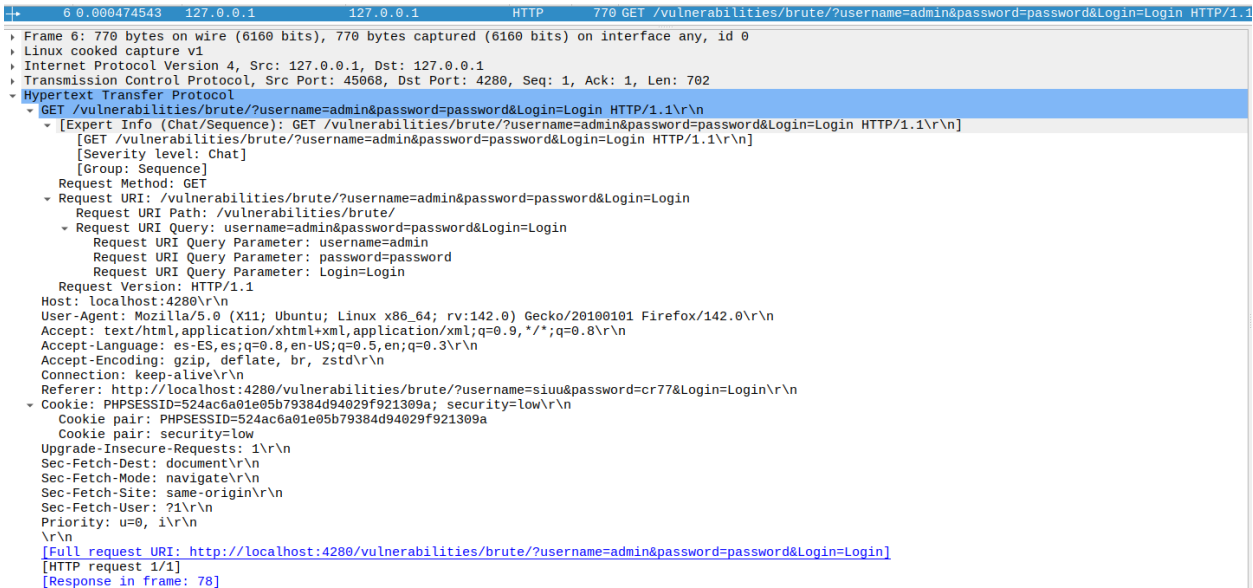 6 0.000474543 127.0.0.1 127.0.0.1 HTTP 770 GET /vulnerabilities/brute/?username=admin&password=password&Login=Login HTTP/1.1
Frame 6: 770 bytes on wire (6160 bits), 770 bytes captured (6160 bits) on interface any, id 0
Linux cooked capture v1
Internet Protocol Version 4, Src: 127.0.0.1, Dst: 127.0.0.1
Transmission Control Protocol, Src Port: 45068, Dst Port: 4280, Seq: 1, Ack: 1, Len: 702
Hypertext Transfer Protocol
GET /vulnerabilities/brute/?username=admin&password=password&Login=Login HTTP/1.1\r\n
[Expert Info (Chat/Sequence): GET /vulnerabilities/brute/?username=admin&password=password&Login=Login HTTP/1.1\r\n]
[GET /vulnerabilities/brute/?username=admin&password=password&Login=Login HTTP/1.1\r\n]
[Severity level: Chat]
[Group: Sequence]
Request Method: GET
Request URI: /vulnerabilities/brute/?username=admin&password=password&Login=Login
Request URI Path: /vulnerabilities/brute/
Request URI Query: username=admin&password=password&Login=Login
Request URI Query Parameter: username=admin
Request URI Query Parameter: password=password
Request URI Query Parameter: Login=Login
Request Version: HTTP/1.1
Host: localhost:4280\r\n
User-Agent: Mozilla/5.0 (X11; Ubuntu; Linux x86_64; rv:142.0) Gecko/20100101 Firefox/142.0\r\n
Accept: text/html,application/xhtml+xml,application/xml;q=0.9,*/*;q=0.8\r\n
Accept-Language: es-ES,es;q=0.8,en-US;q=0.5,en;q=0.3\r\n
Accept-Encoding: gzip, deflate, br, zstd\r\n
Connection: keep-alive\r\n
Referer: http://localhost:4280/vulnerabilities/brute/?username=siuu&password=cr77&Login=Login\r\n
Cookie: PHPSESSID=524ac6a01e05b79384d94029f921309a; security=low\r\n
Cookie pair: PHPSESSID=524ac6a01e05b79384d94029f921309a
Cookie pair: security=low
Upgrade-Insecure-Requests: 1\r\n
Sec-Fetch-Dest: document\r\n
Sec-Fetch-Mode: navigate\r\n
Sec-Fetch-Site: same-origin\r\n
Sec-Fetch-User: ?1\r\n
Priority: u=0, i\r\n
\r\n
[Full request URI: http://localhost:4280/vulnerabilities/brute/?username=admin&password=password&Login=Login]
[HTTP request 1/1]
[Response in frame: 78]